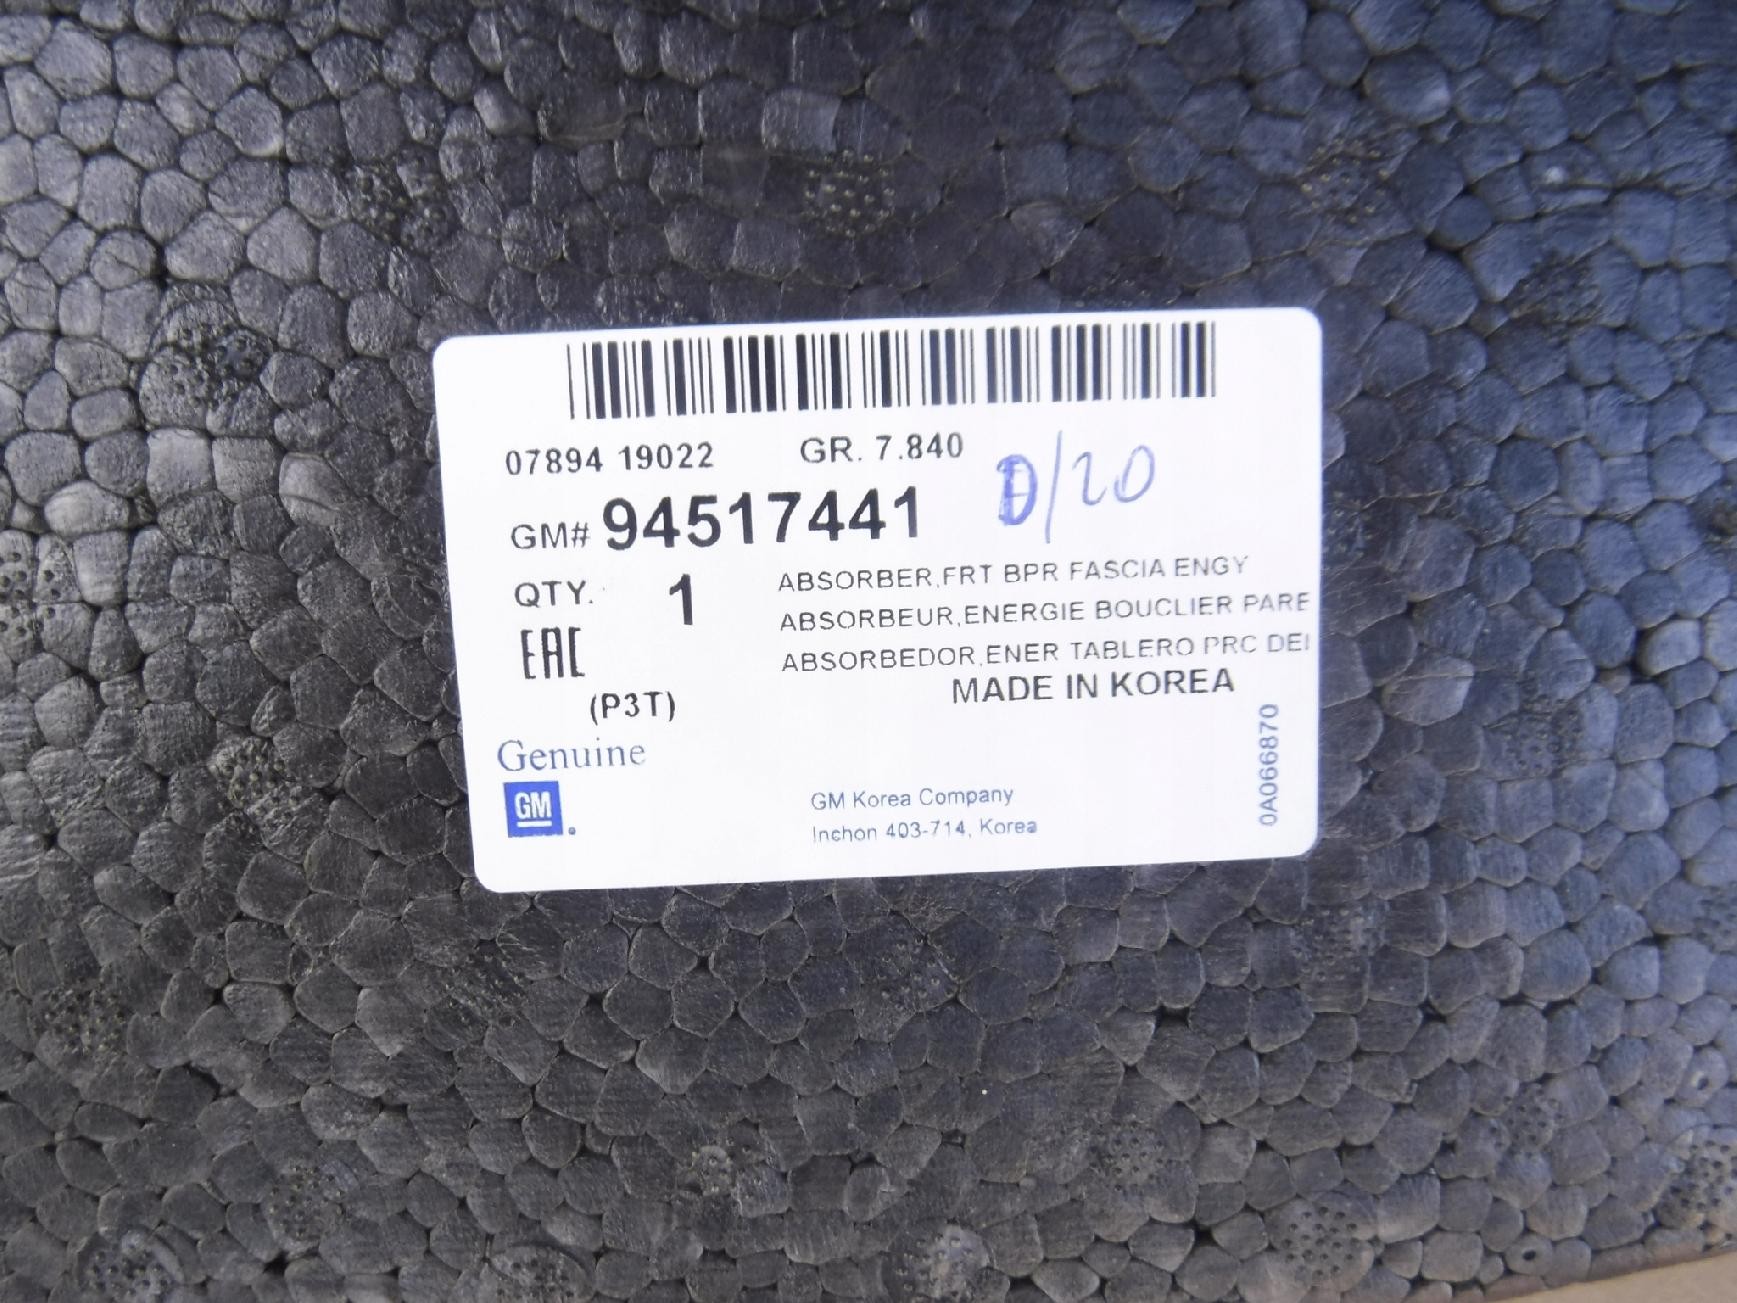 07894 19022 GR. 7.840
GM# 94517441
/20
QTY. 1
ABSORBER,FRT BPR FASCIA ENGY
ABSORBEUR,ENERGIE BOUCLIER PARE
ABSORBEDOR,ENER TABLERO PRC DEI
EAC
MADE IN KOREA
(P3T)
Genuine
GM
GM Korea Company
Inchon 403-714, Korea
0A066870